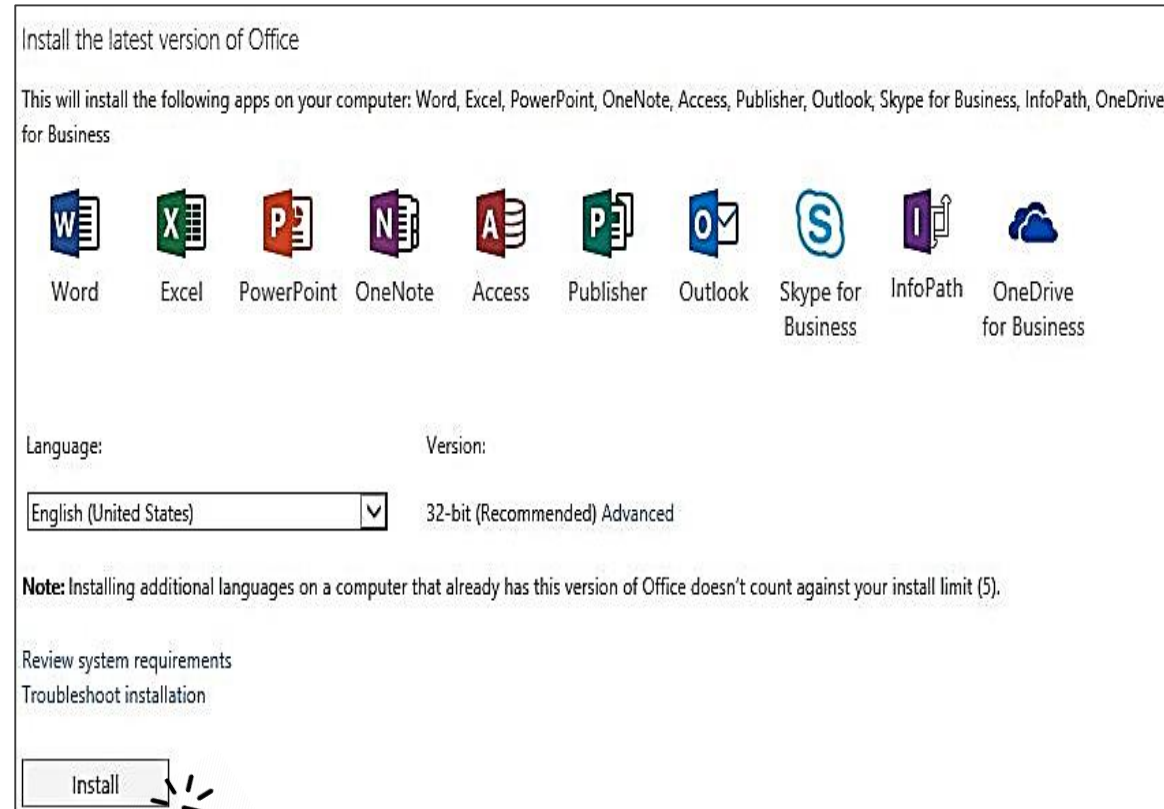 Install the latest version of Office
This will install the following apps on your computer: Word, Excel, PowerPoint, OneNote, Access, Publisher, Outlook, Skype for Business, InfoPath, OneDrive
for Business
W X P N A P O S I
Word Excel PowerPoint OneNote Access Publisher Outlook Skype for Business InfoPath OneDrive for Business
Language: Version:
English (United States) 32-bit (Recommended) Advanced
Note: Installing additional languages on a computer that already has this version of Office doesn't count against your install limit (5).
Review system requirements
Troubleshoot installation
Install